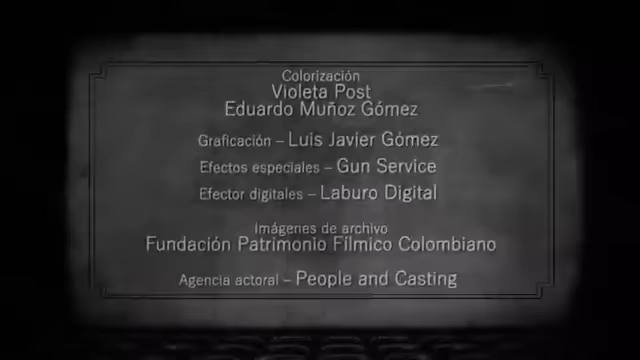 Colorización
Violeta Post
Eduardo Muñoz Gómez
Graficación – Luis Javier Gómez
Efectos especiales – Gun Service
Efector digitales – Laburo Digital
Imágenes de archivo
Fundación Patrimonio Fílmico Colombiano
Agencia actoral – People and Casting